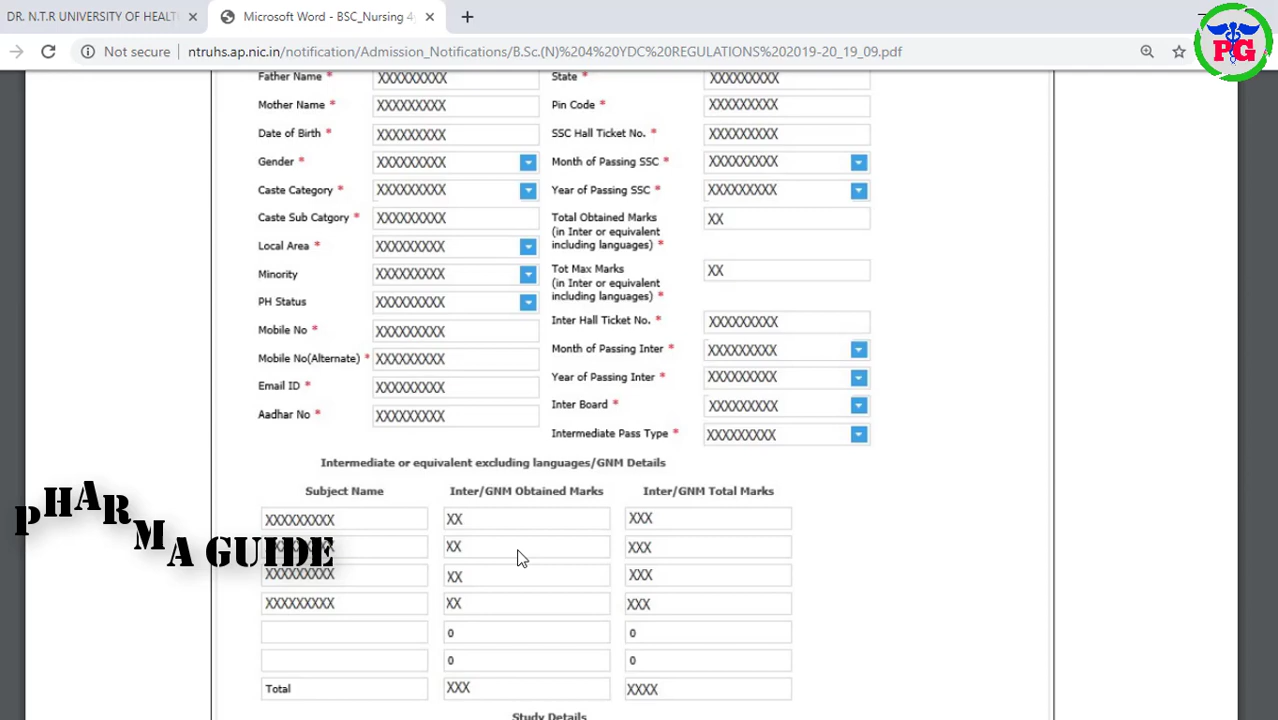 DR. N.T.R UNIVERSITY OF HEALT
Microsoft Word - BSC_Nursing 4
Not secure
ntruhs.ap.nic.in/notification/Admission_Notifications/B.Sc.(N)%204%20YDC%20REGULATIONS%202019-20_19_09.pdf
PG
Father Name * XXXXXXXXX State * XXXXXXXXX
Mother Name * XXXXXXXXX Pin Code * XXXXXXXXX
Date of Birth * XXXXXXXXX SSC Hall Ticket No. * XXXXXXXXX
Gender * XXXXXXXXX Month of Passing SSC * XXXXXXXXX
Caste Category * XXXXXXXXX Year of Passing SSC * XXXXXXXXX
Caste Sub Catgory * XXXXXXXXX Total Obtained Marks XX
(in Inter or equivalent
including languages) *
Local Area * XXXXXXXXX
Minority XXXXXXXXX Tot Max Marks XX
(in Inter or equivalent
including languages) *
PH Status XXXXXXXXX
Mobile No * XXXXXXXXX Inter Hall Ticket No. * XXXXXXXXX
Mobile No(Alternate) * XXXXXXXXX Month of Passing Inter * XXXXXXXXX
Email ID * XXXXXXXXX Year of Passing Inter * XXXXXXXXX
Aadhar No * XXXXXXXXX Inter Board * XXXXXXXXX
Intermediate Pass Type * XXXXXXXXX
Intermediate or equivalent excluding languages/GNM Details
Subject Name Inter/GNM Obtained Marks Inter/GNM Total Marks
XXXXXXXXX XX XXX
XXXXXXXXX XX XXX
XXXXXXXXX XX XXX
XXXXXXXXX XX XXX
0 0
0 0
Total XXX XXXX
Study Details
PHARMA GUIDE